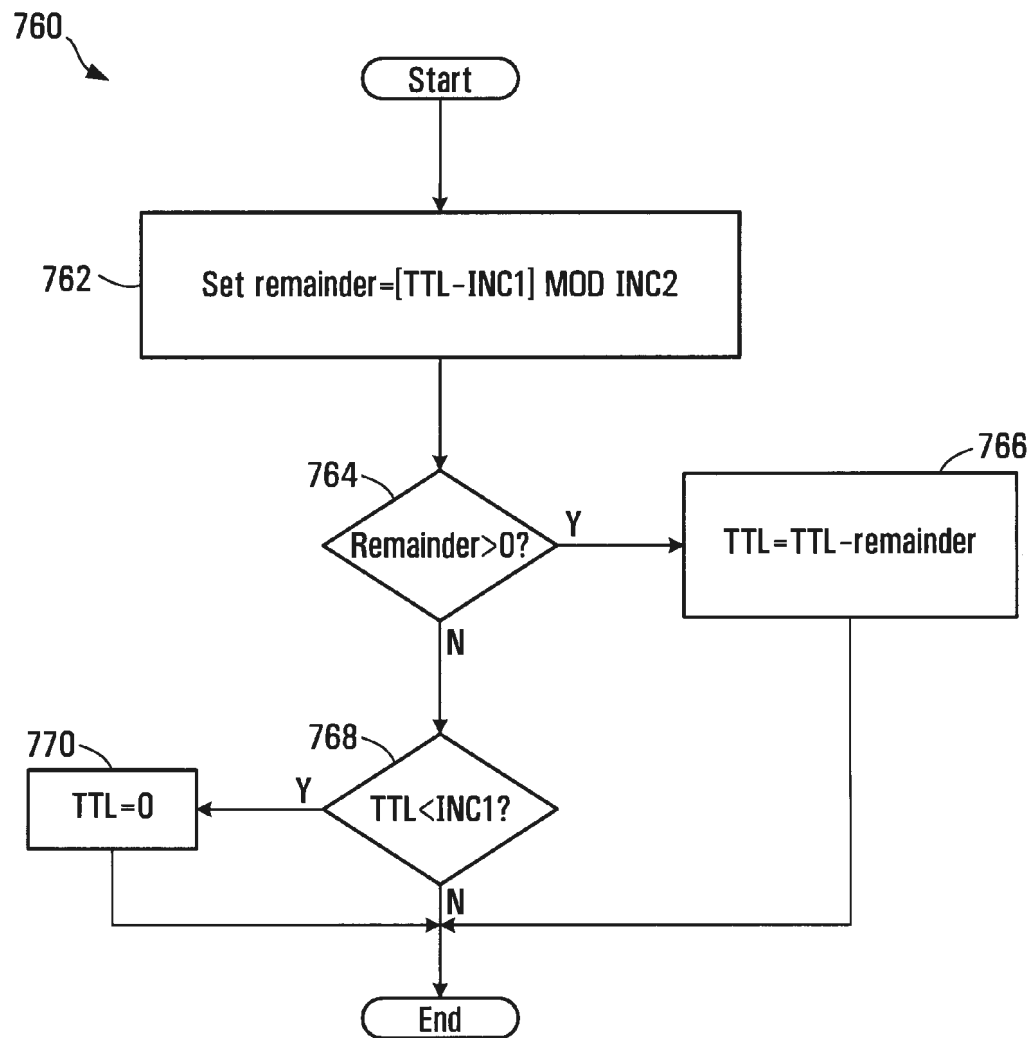 760
Start
762
Set remainder=[TTL-INC1] MOD INC2
764
Remainder>0?
Y
766
TTL=TTL-remainder
N
768
TTL<INC1?
Y
770
TTL=0
N
End